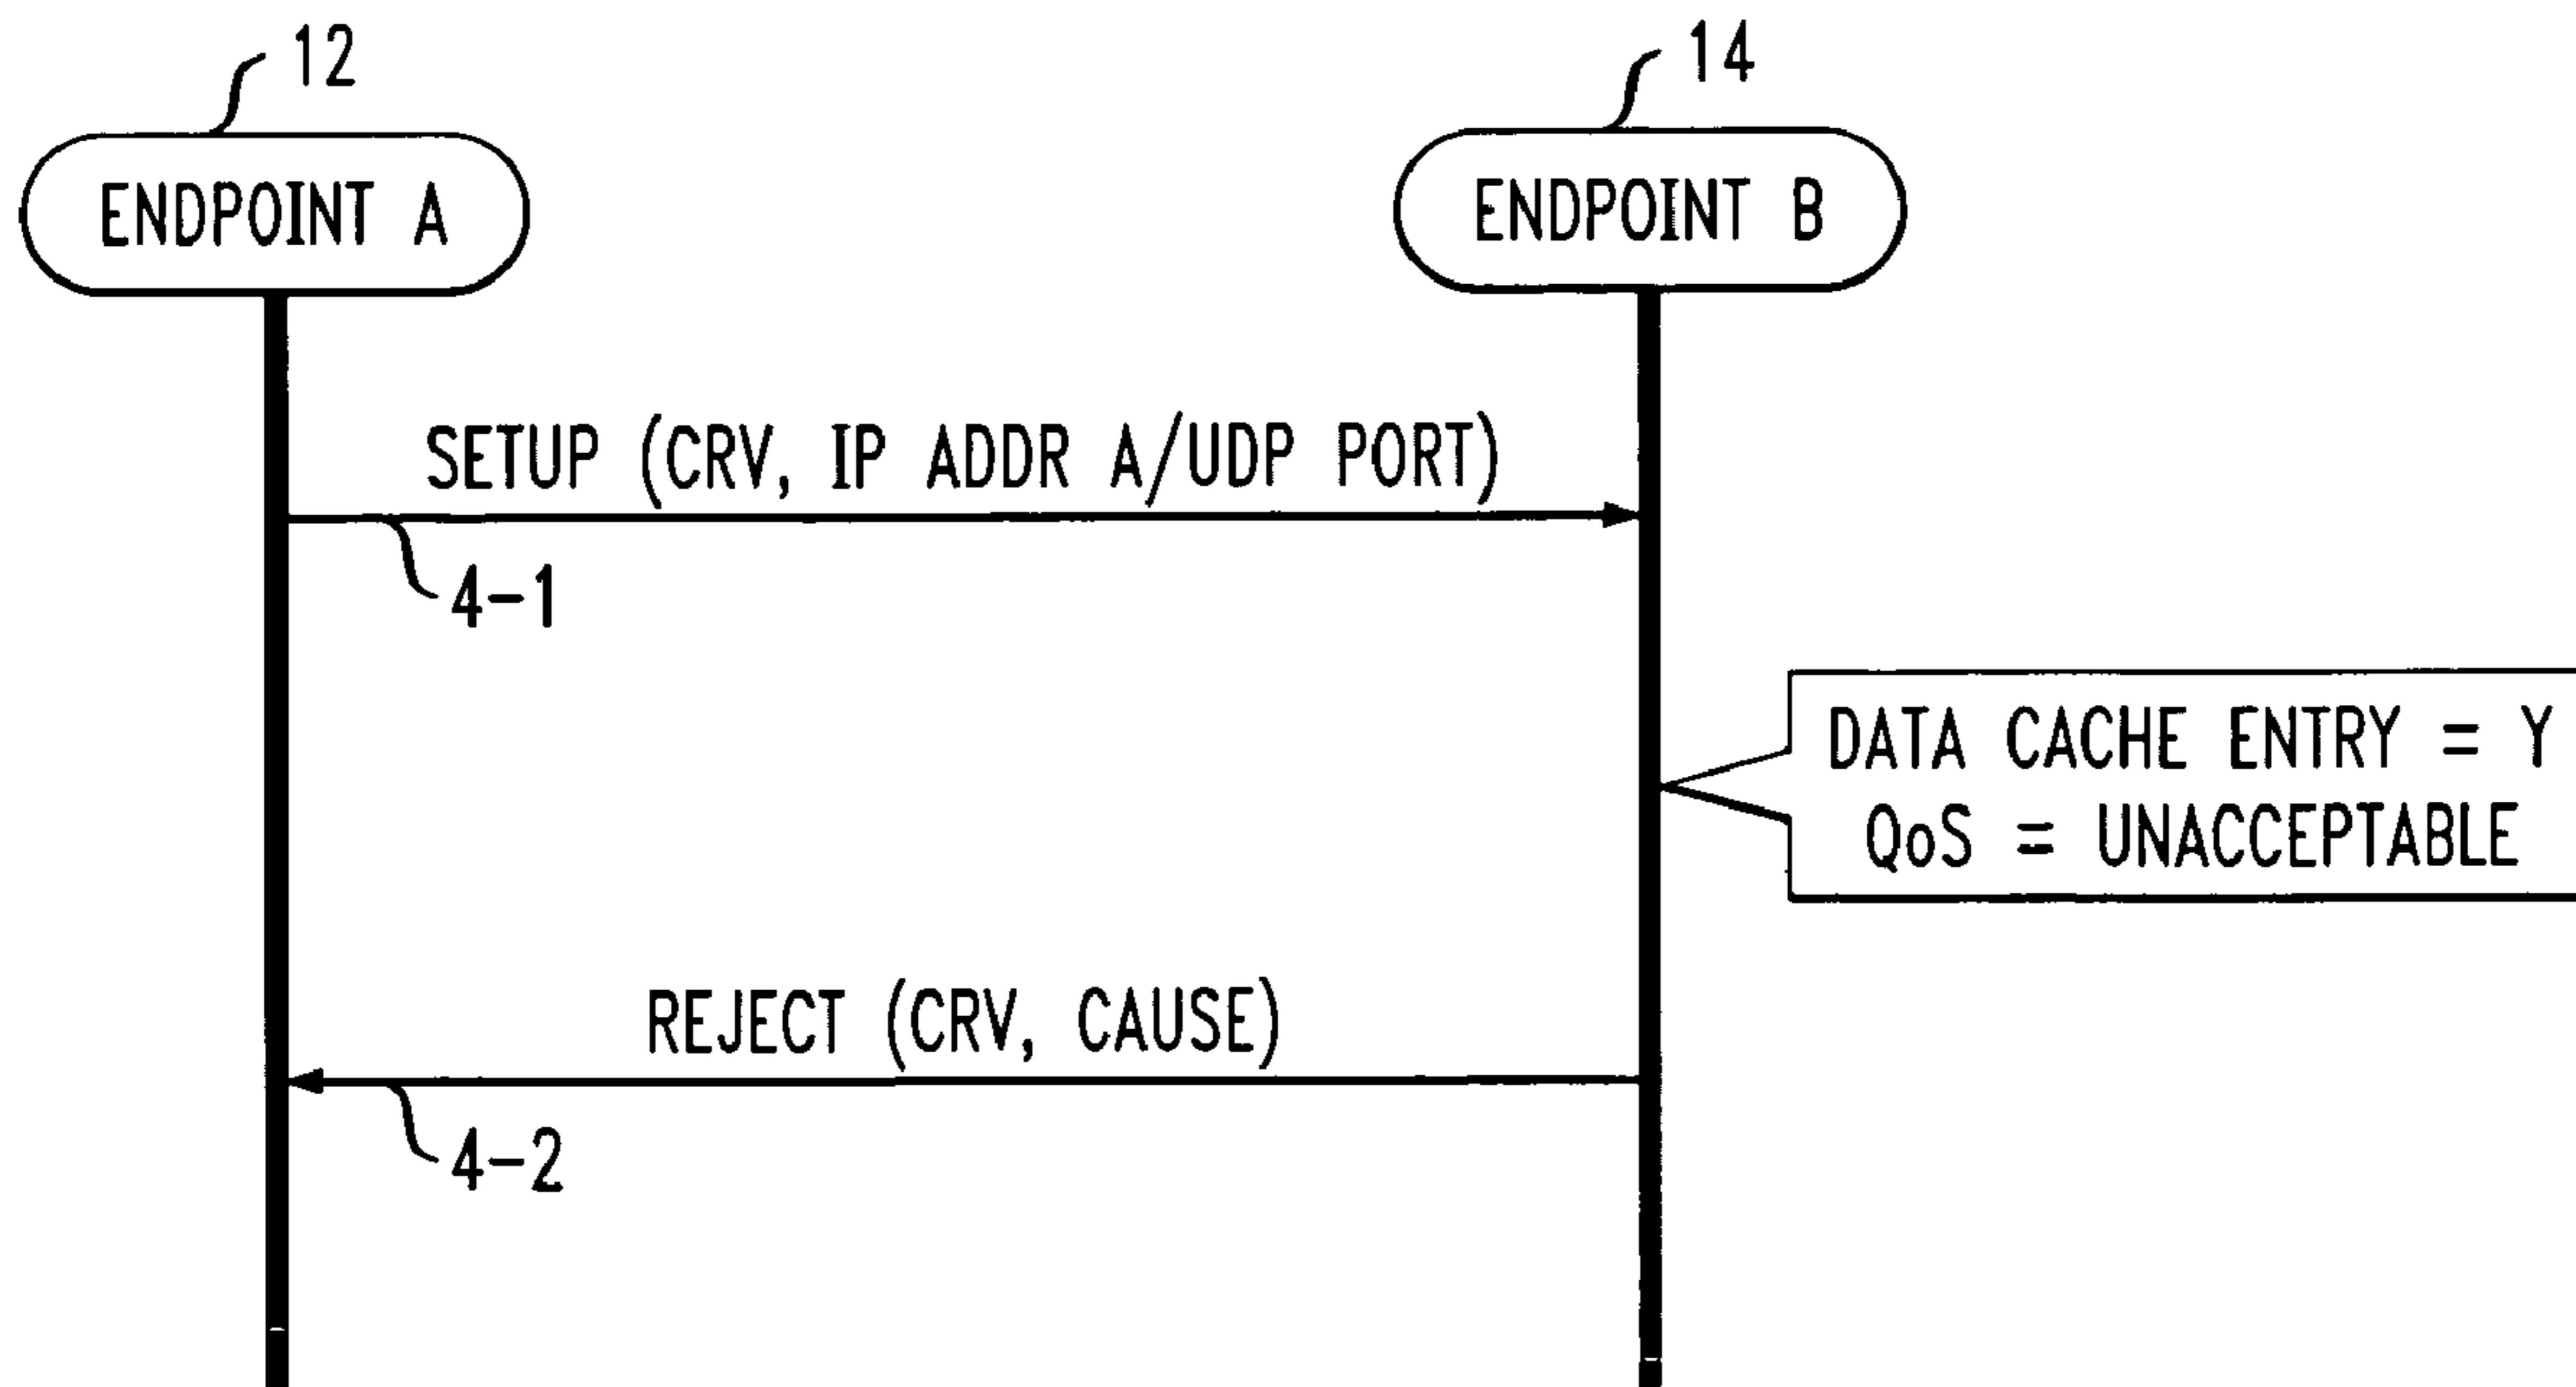 12
14
ENDPOINT A
ENDPOINT B
SETUP (CRV, IP ADDR A/UDP PORT)
4-1
DATA CACHE ENTRY = Y
QoS = UNACCEPTABLE
REJECT (CRV, CAUSE)
4-2